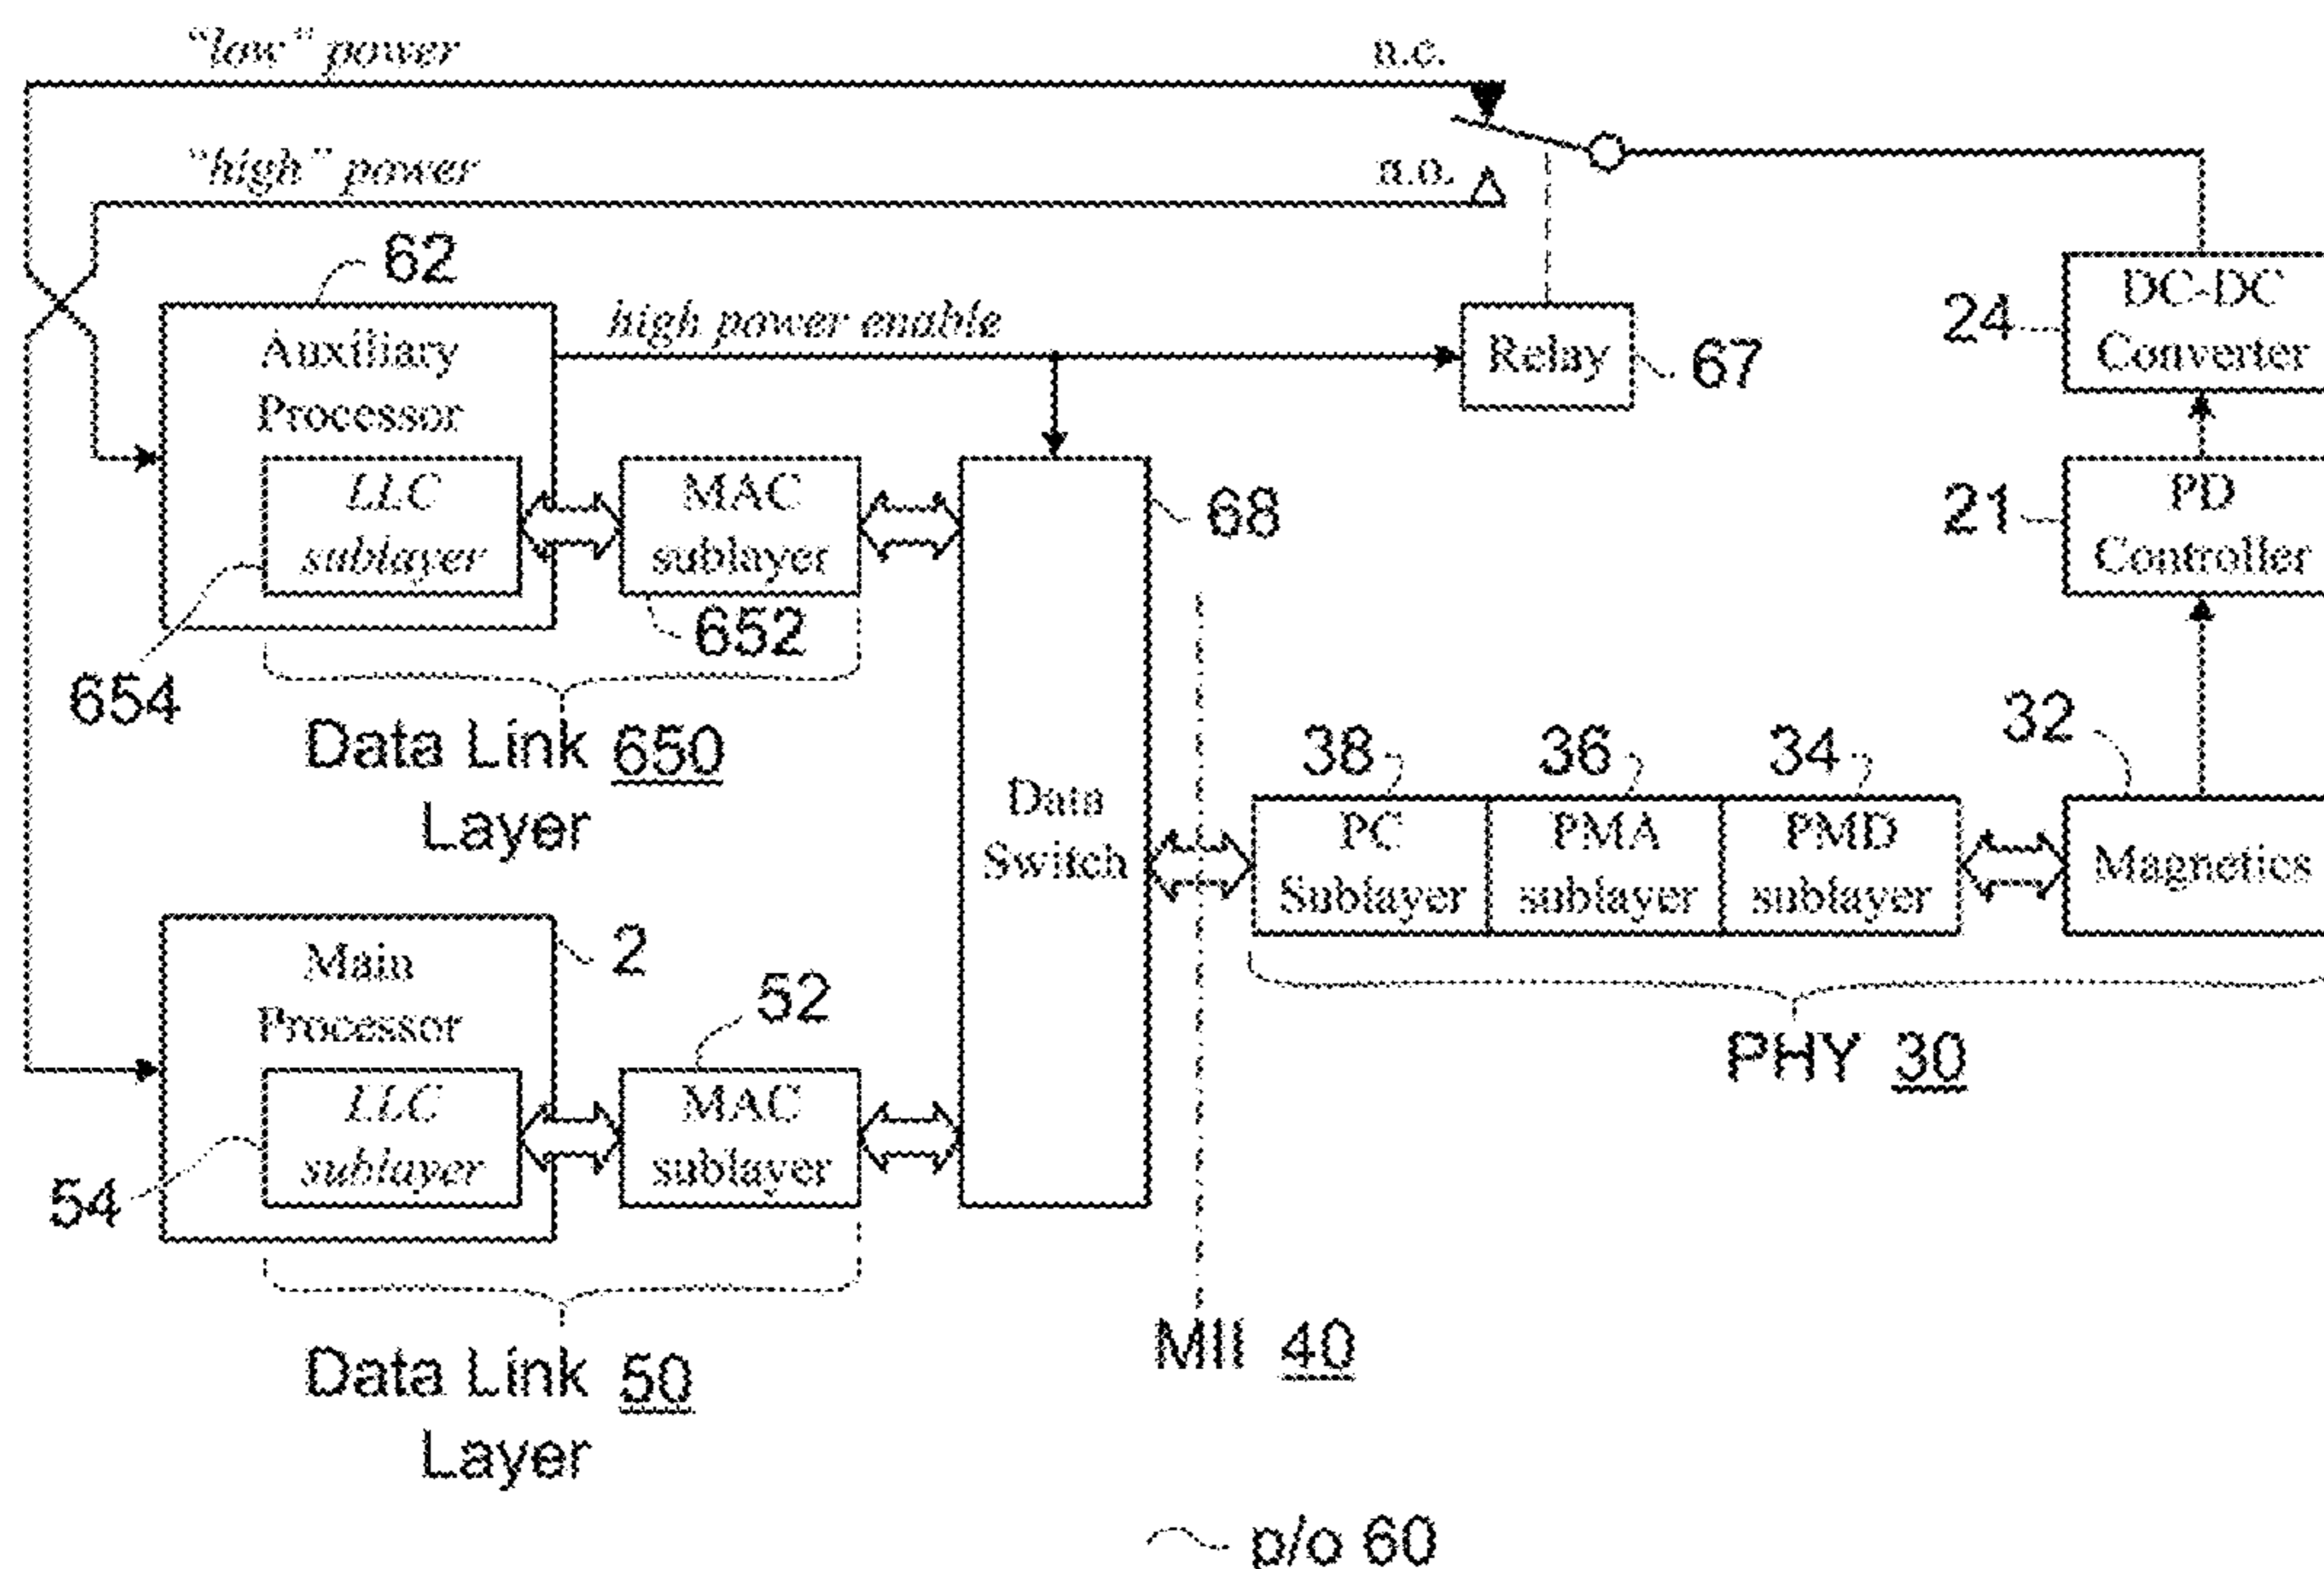 "low" power
n.c.
"high" power
n.o.
62
Auxiliary
Processor
high power enable
Relay
67
24
DC-DC
Converter
LLC
sublayer
MAC
sublayer
68
21
PD
Controller
652
654
Data Link 650
Layer
Data
Switch
38
36
34
32
PC
Sublayer
PMA
sublayer
PMD
sublayer
Magnetics
PHY 30
Main
Processor
2
52
LLC
sublayer
MAC
sublayer
54
Data Link 50
Layer
MII 40
p/o 60